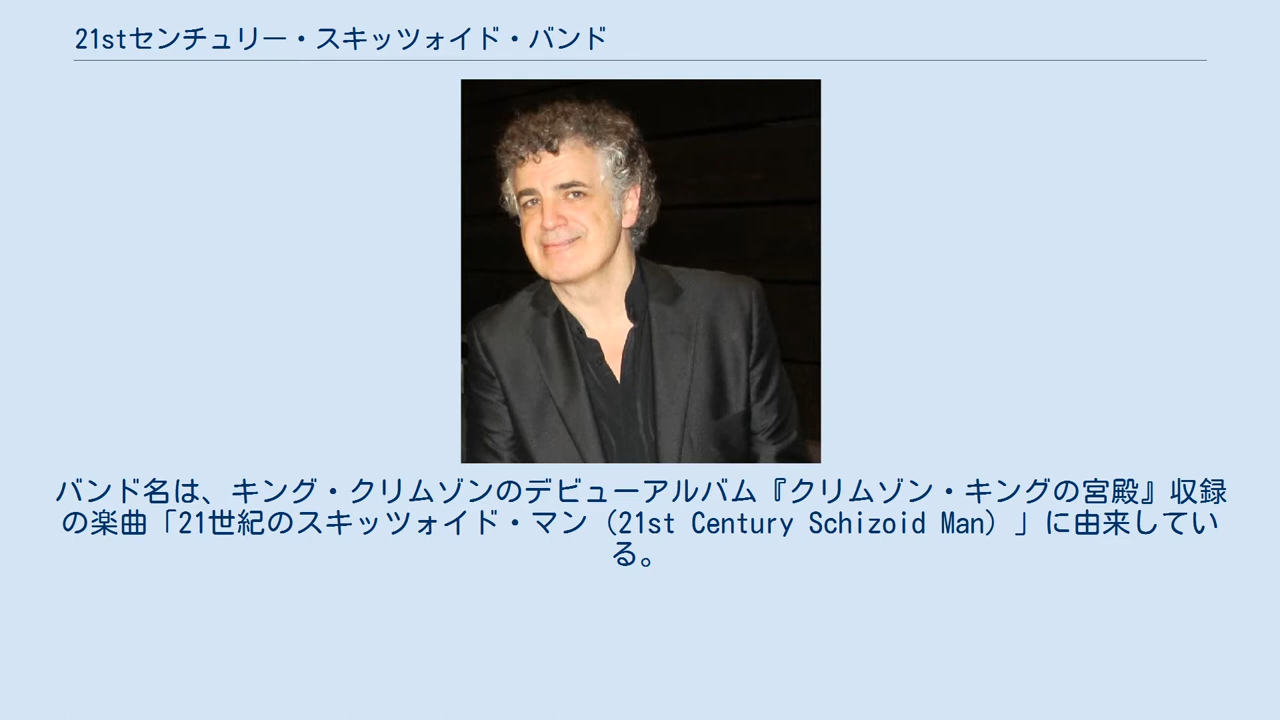 21stセンチュリー・スキッツォイド・バンド
バンド名は、キング・クリムゾンのデビューアルバム『クリムゾン・キングの宮殿』収録
の楽曲「21世紀のスキッツォイド・マン（21st Century Schizoid Man）」に由来してい
る。